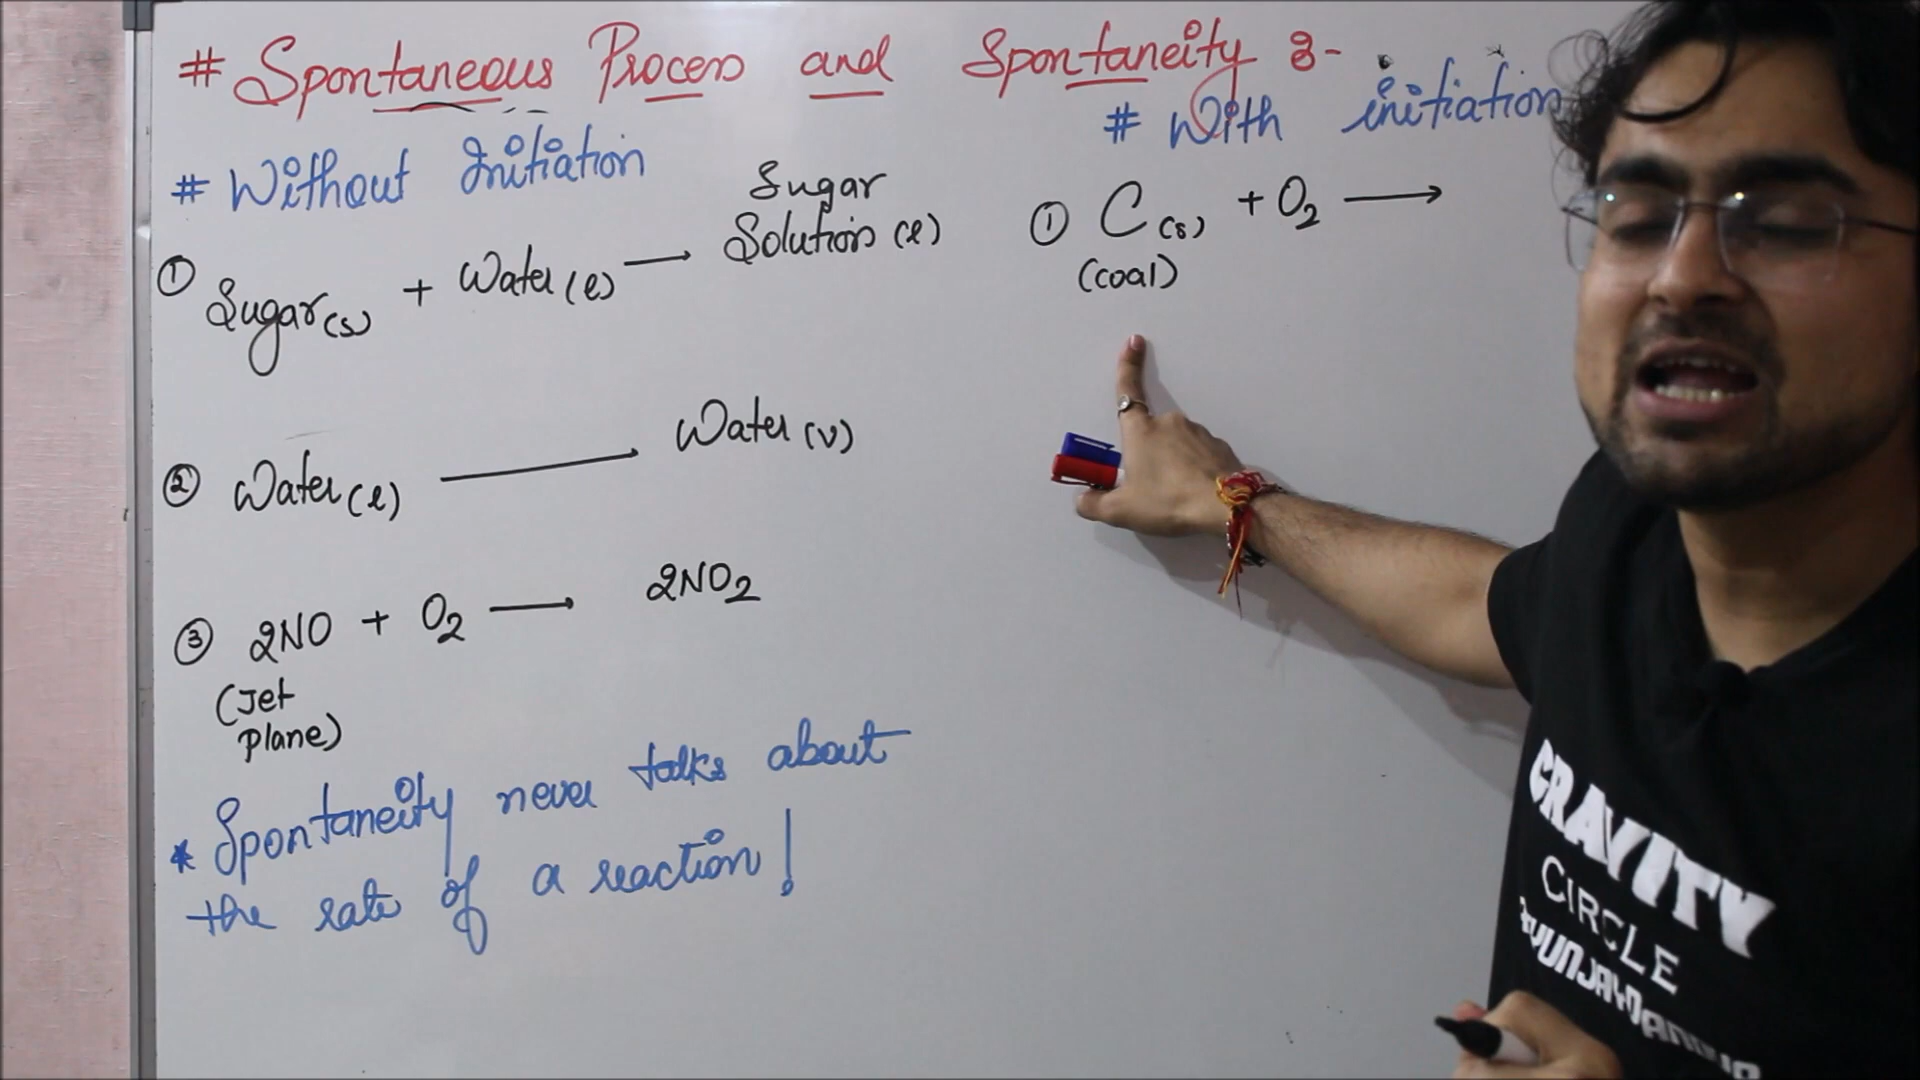 # Spontaneous Process and Spontaneity :-
# Without Initiation
① Sugar(s) + Water(l) → Sugar Solution(l)
② Water(l) → Water(v)
③ 2NO + O₂ → 2NO₂
(Jet plane)
* Spontaneity never talks about
the rate of a reaction!
# With initiation
① C(s) + O₂ →
(coal)
GRAVITY
CIRCLE